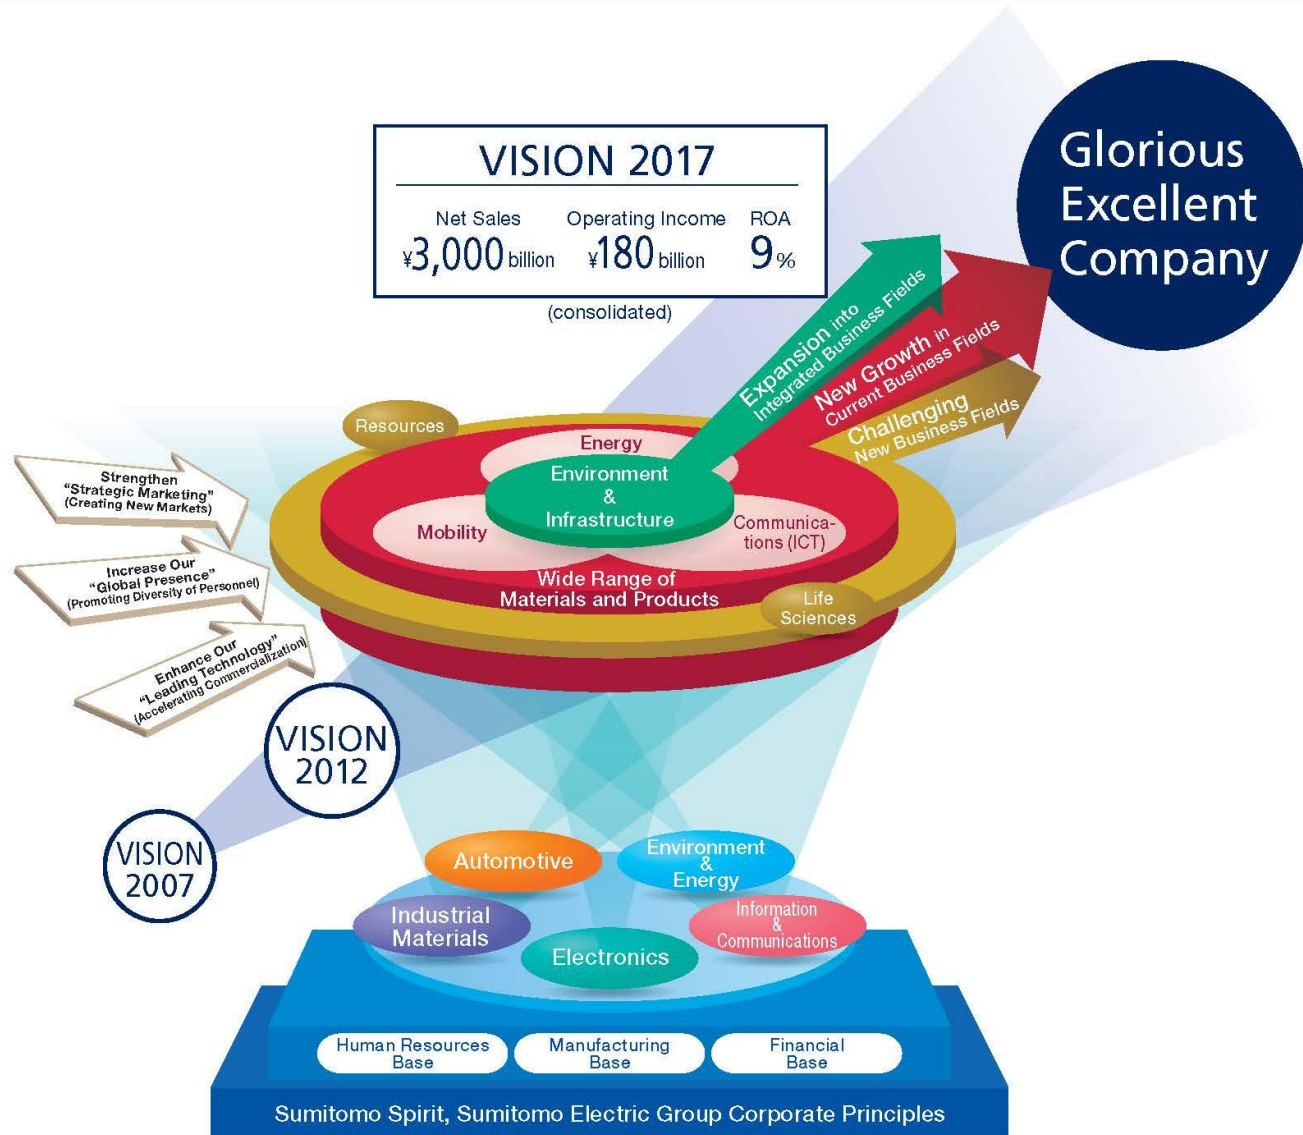 Glorious
Excellent
Company
VISION 2017
Net Sales
Operating Income
ROA
¥3,000 billion
¥180 billion
9%
(consolidated)
Expansion into
Integrated Business Fields
New Growth in
Current Business Fields
Challenging
New Business Fields
Resources
Energy
Environment
&
Infrastructure
Mobility
Communica-
tions (ICT)
Wide Range of
Materials and Products
Life
Sciences
Strengthen
“Strategic Marketing”
(Creating New Markets)
Increase Our
“Global Presence”
(Promoting Diversity of Personnel)
Enhance Our
“Leading Technology”
(Accelerating Commercialization)
VISION
2012
VISION
2007
Automotive
Environment
&
Energy
Industrial
Materials
Information
&
Communications
Electronics
Human Resources
Base
Manufacturing
Base
Financial
Base
Sumitomo Spirit, Sumitomo Electric Group Corporate Principles